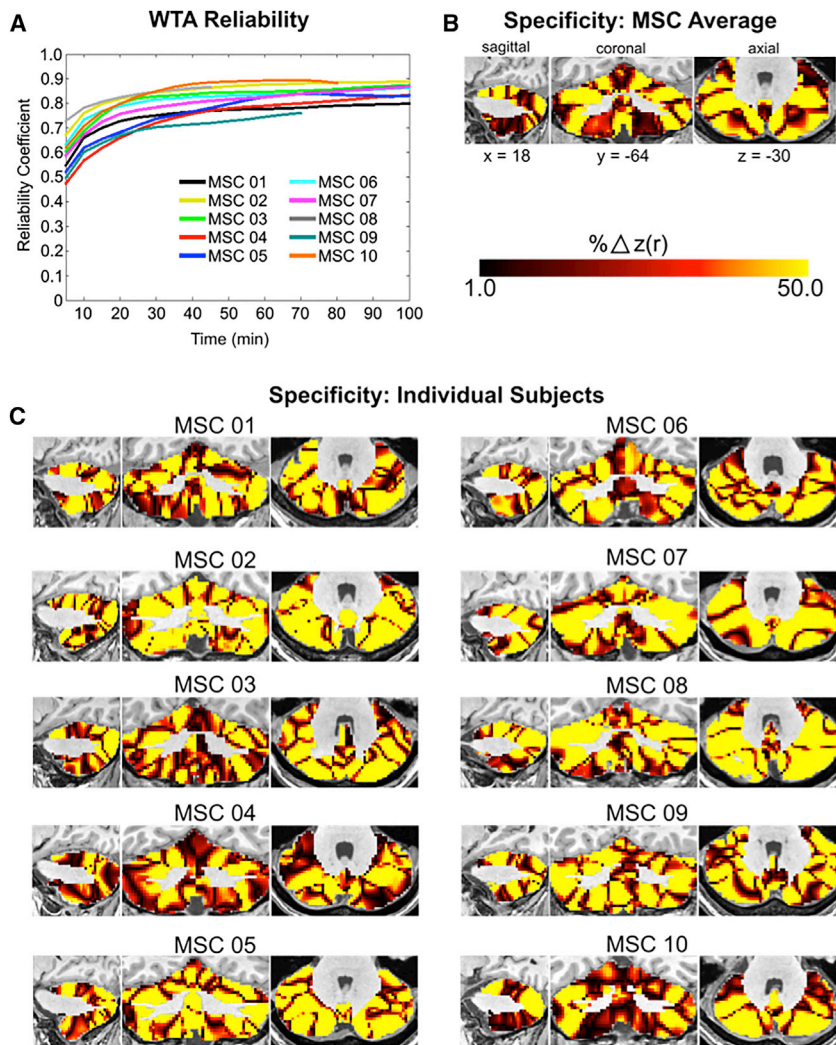 A
WTA Reliability
Reliability Coefficient
1.0
0.9
0.8
0.7
0.6
0.5
0.4
0.3
0.2
0.1
0
10 20 30 40 50 60 70 80 90 100
Time (min)
MSC 01
MSC 02
MSC 03
MSC 04
MSC 05
MSC 06
MSC 07
MSC 08
MSC 09
MSC 10
B
Specificity: MSC Average
sagittal coronal axial
x = 18 y = -64 z = -30
% △ z(r)
1.0 50.0
Specificity: Individual Subjects
C
MSC 01
MSC 02
MSC 03
MSC 04
MSC 05
MSC 06
MSC 07
MSC 08
MSC 09
MSC 10